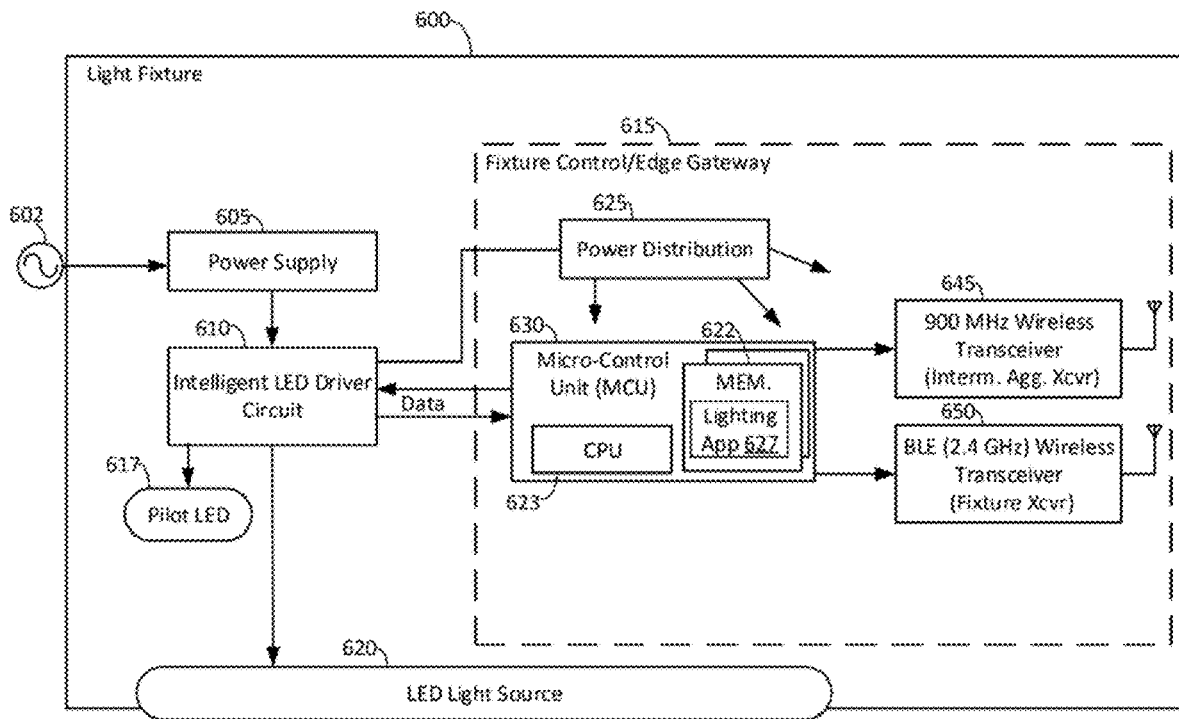 600
Light Fixture
615
Fixture Control/Edge Gateway
602
605
Power Supply
625
Power Distribution
610
Intelligent LED Driver
Circuit
Data
630
Micro-Control
Unit (MCU)
622
MEM.
Lighting
App 627
CPU
623
645
900 MHz Wireless
Transceiver
(Interm. Agg. Xcvr)
650
BLE (2.4 GHz) Wireless
Transceiver
(Fixture Xcvr)
617
Pilot LED
620
LED Light Source